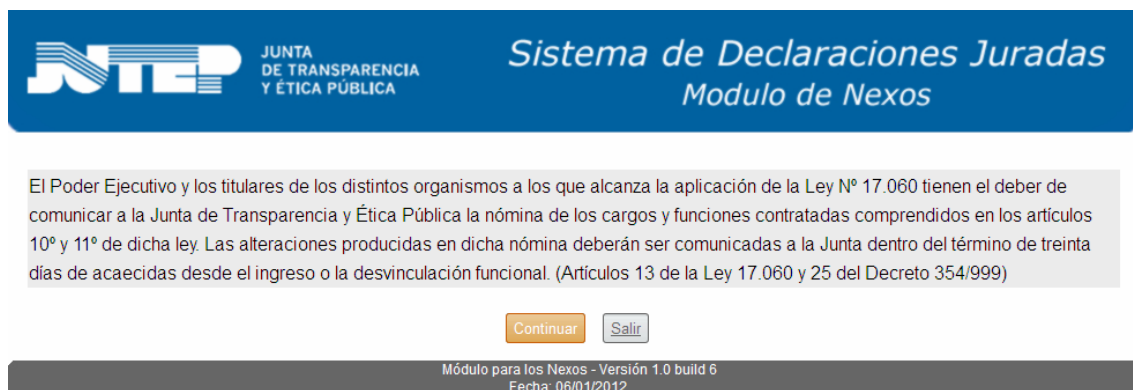 JUTEP
JUNTA
DE TRANSPARENCIA
Y ÉTICA PÚBLICA
Sistema de Declaraciones Juradas
Modulo de Nexos
El Poder Ejecutivo y los titulares de los distintos organismos a los que alcanza la aplicación de la Ley Nº 17.060 tienen el deber de
comunicar a la Junta de Transparencia y Ética Pública la nómina de los cargos y funciones contratadas comprendidos en los artículos
10º y 11º de dicha ley. Las alteraciones producidas en dicha nómina deberán ser comunicadas a la Junta dentro del término de treinta
días de acaecidas desde el ingreso o la desvinculación funcional. (Artículos 13 de la Ley 17.060 y 25 del Decreto 354/999)
Continuar Salir
Módulo para los Nexos - Versión 1.0 build 6
Fecha: 06/01/2012